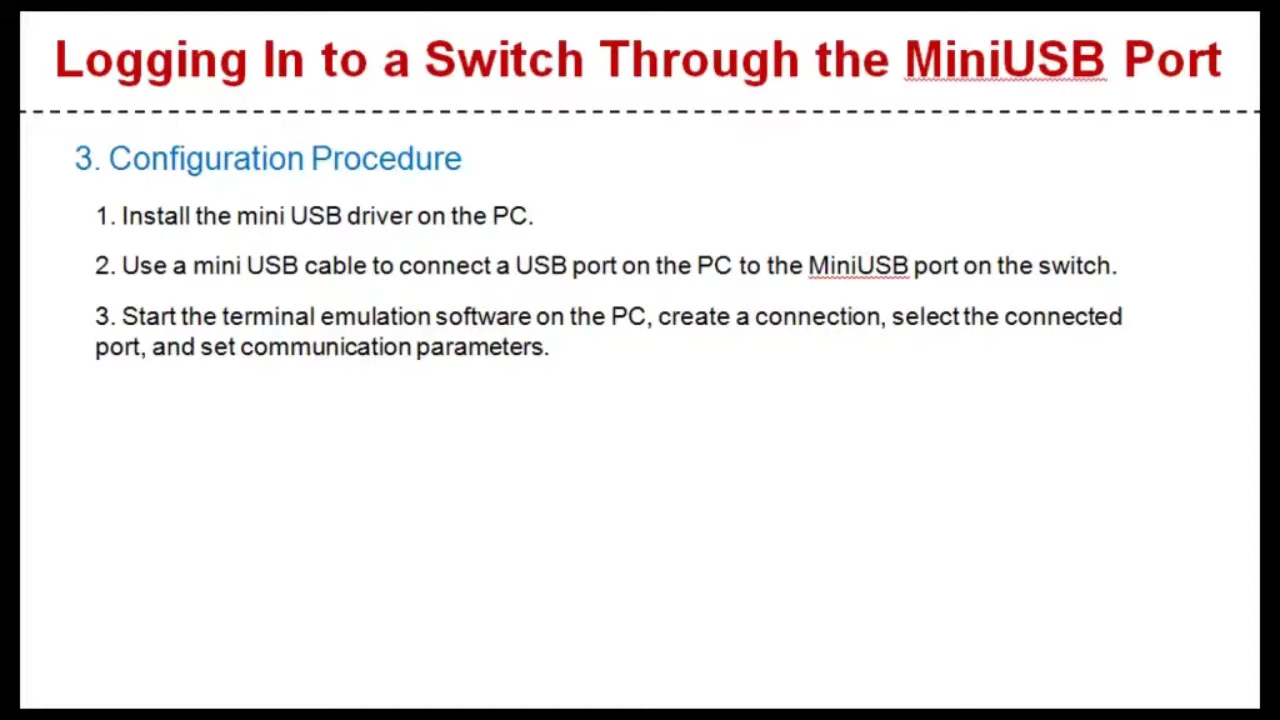 Logging In to a Switch Through the MiniUSB Port
3. Configuration Procedure
1. Install the mini USB driver on the PC.
2. Use a mini USB cable to connect a USB port on the PC to the MiniUSB port on the switch.
3. Start the terminal emulation software on the PC, create a connection, select the connected
port, and set communication parameters.